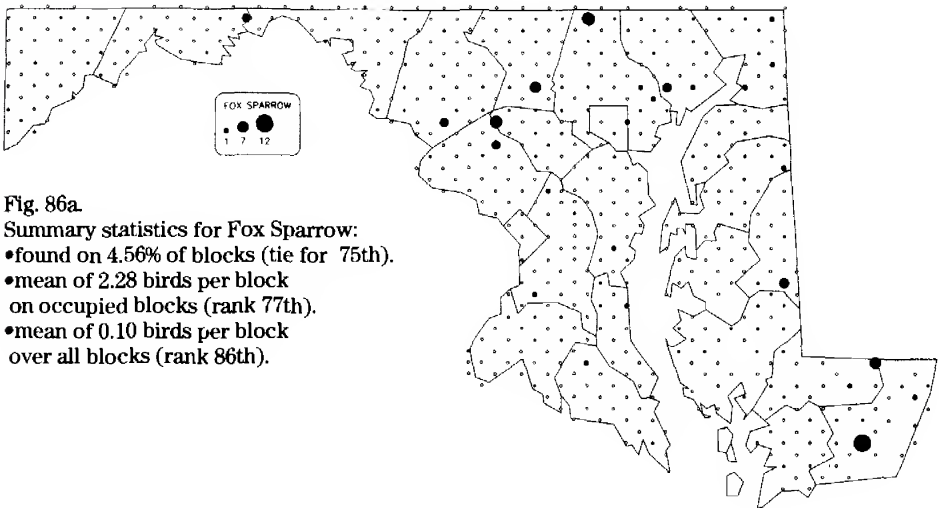 FOX SPARROW
1 7 12
Fig. 86a.
Summary statistics for Fox Sparrow:
•found on 4.56% of blocks (tie for 75th).
•mean of 2.28 birds per block
on occupied blocks (rank 77th).
•mean of 0.10 birds per block
over all blocks (rank 86th).